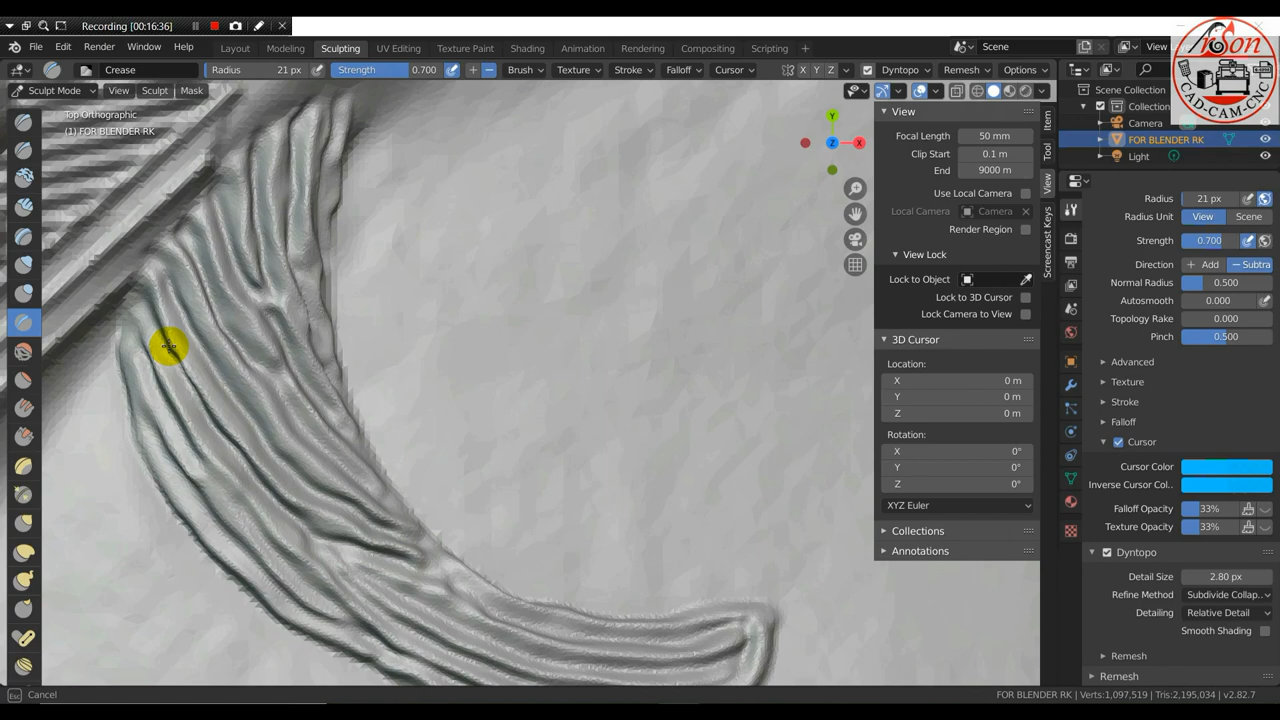 Recording [00:16:36]
ArSon
CAD-CAM-CNC
File Edit Render Window Help
Layout Modeling Sculpting UV Editing Texture Paint Shading Animation Rendering Compositing Scripting +
Scene
View
Crease Radius 21 px Strength 0.700 + − Brush Texture Stroke Falloff Cursor X Y Z Dyntopo Remesh Options
Sculpt Mode View Sculpt Mask
Top Orthographic
(1) FOR BLENDER RK
Y
X
Z
View
Focal Length 50 mm
Clip Start 0.1 m
End 9000 m
Use Local Camera
Local Camera Camera
Render Region
View Lock
Lock to Object
Lock to 3D Cursor
Lock Camera to View
3D Cursor
Location:
X 0 m
Y 0 m
Z 0 m
Rotation:
X 0°
Y 0°
Z 0°
XYZ Euler
Collections
Annotations
Item
Tool
View
Screencast Keys
Scene Collection
Collection
Camera
FOR BLENDER RK
Light
Radius 21 px
Radius Unit View Scene
Strength 0.700
Direction + Add − Subtra
Normal Radius 0.500
Autosmooth 0.000
Topology Rake 0.000
Pinch 0.500
Advanced
Texture
Stroke
Falloff
Cursor
Cursor Color
Inverse Cursor Col..
Falloff Opacity 33%
Texture Opacity 33%
Dyntopo
Detail Size 2.80 px
Refine Method Subdivide Collap..
Detailing Relative Detail
Smooth Shading
Remesh
Remesh
Esc Cancel
FOR BLENDER RK | Verts:1,097,519 | Tris:2,195,034 | v2.82.7